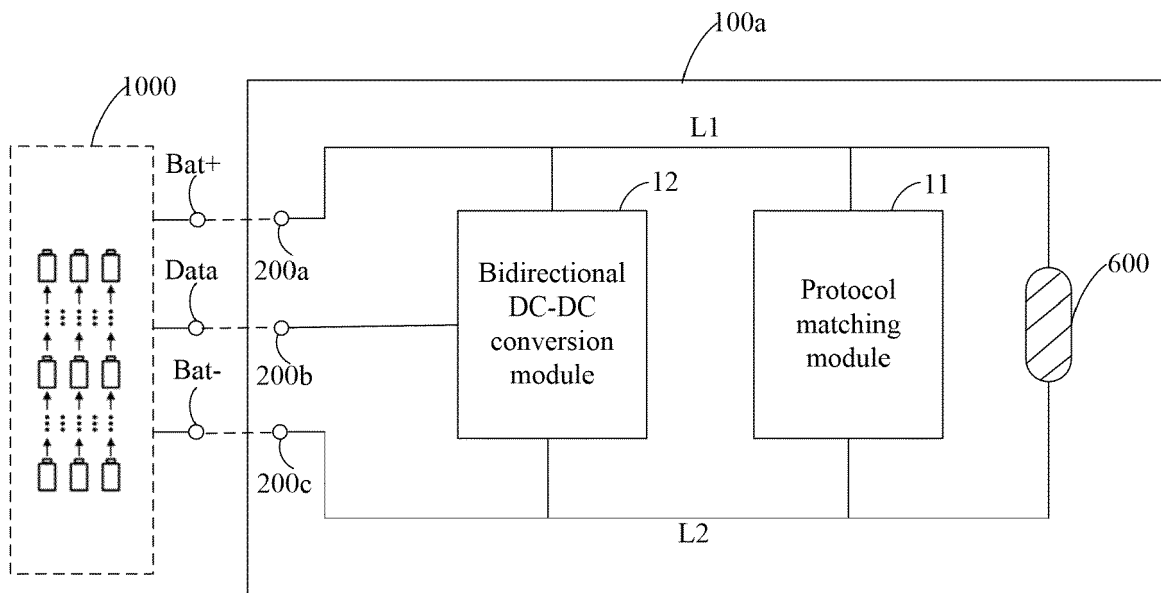 100a
1000
L1
Bat+
12
11
200a
Data
600
Bidirectional
DC-DC
conversion
module
Protocol
matching
module
200b
Bat-
200c
L2